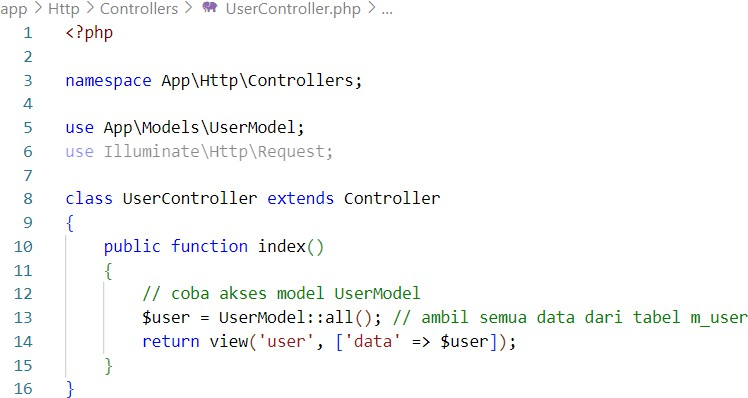 app > Http > Controllers > UserController.php > ...
1 <?php
2
3 namespace App\Http\Controllers;
4
5 use App\Models\UserModel;
6 use Illuminate\Http\Request;
7
8 class UserController extends Controller
9 {
10 public function index()
11 {
12 // coba akses model UserModel
13 $user = UserModel::all(); // ambil semua data dari tabel m_user
14 return view('user', ['data' => $user]);
15 }
16 }